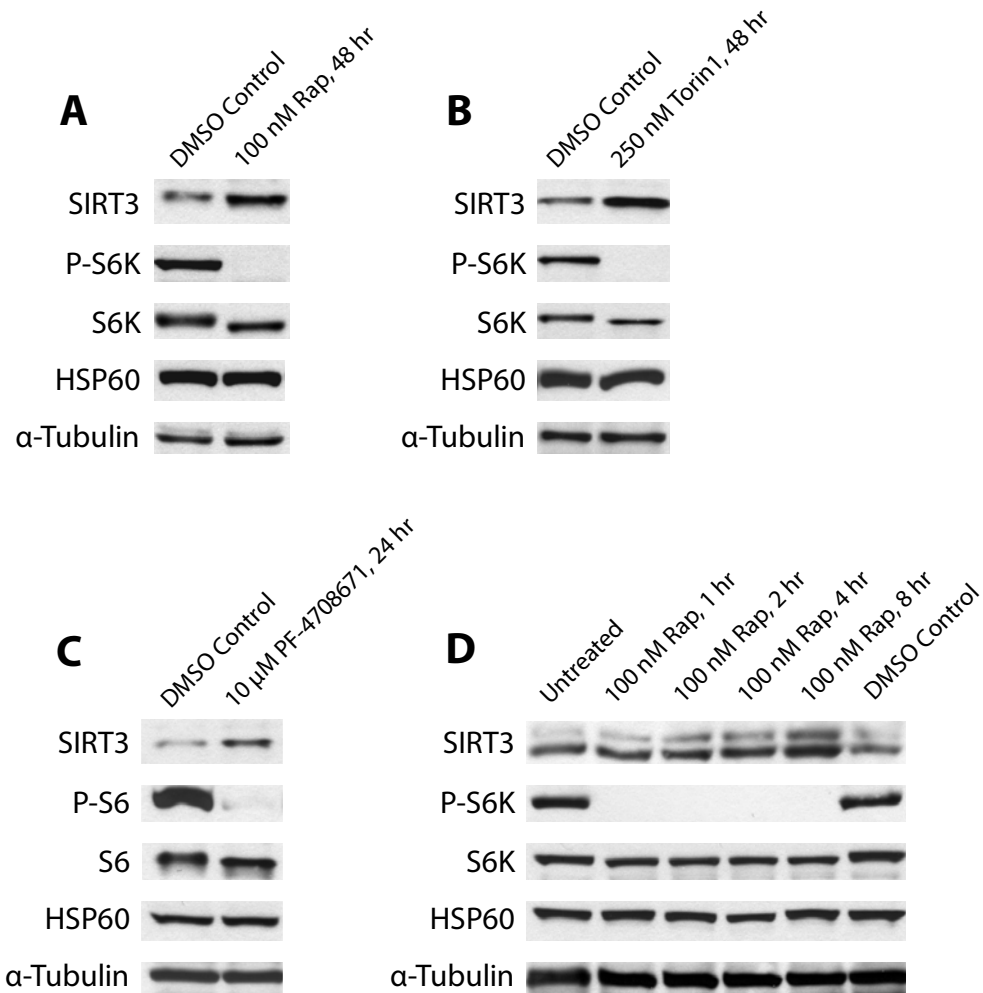 A
DMSO Control
100 nM Rap, 48 hr
SIRT3
P-S6K
S6K
HSP60
α-Tubulin
B
DMSO Control
250 nM Torin1, 48 hr
SIRT3
P-S6K
S6K
HSP60
α-Tubulin
C
DMSO Control
10 μM PF-4708671, 24 hr
SIRT3
P-S6
S6
HSP60
α-Tubulin
D
Untreated
100 nM Rap, 1 hr
100 nM Rap, 2 hr
100 nM Rap, 4 hr
100 nM Rap, 8 hr
DMSO Control
SIRT3
P-S6K
S6K
HSP60
α-Tubulin